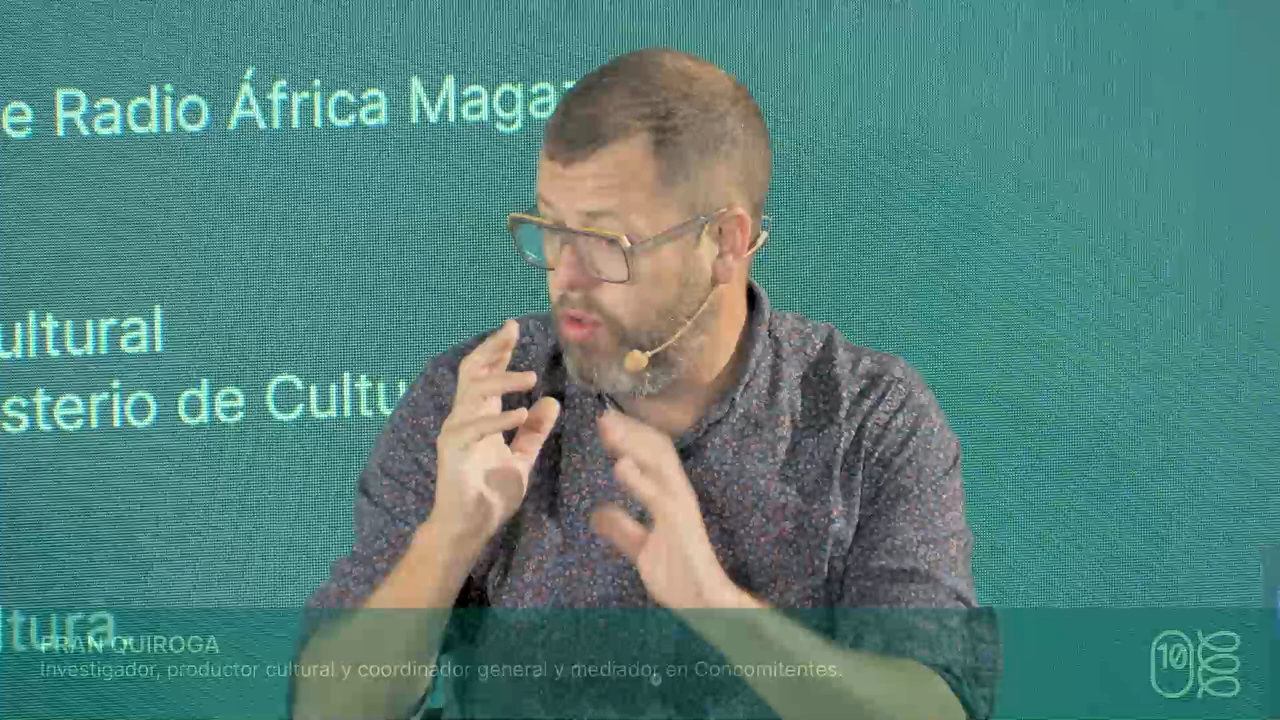 e Radio África Maga
ultural
sterio de Cultu
ltura.
FRAN QUIROGA
Investigador, productor cultural y coordinador general y mediador en Concomitentes.
10